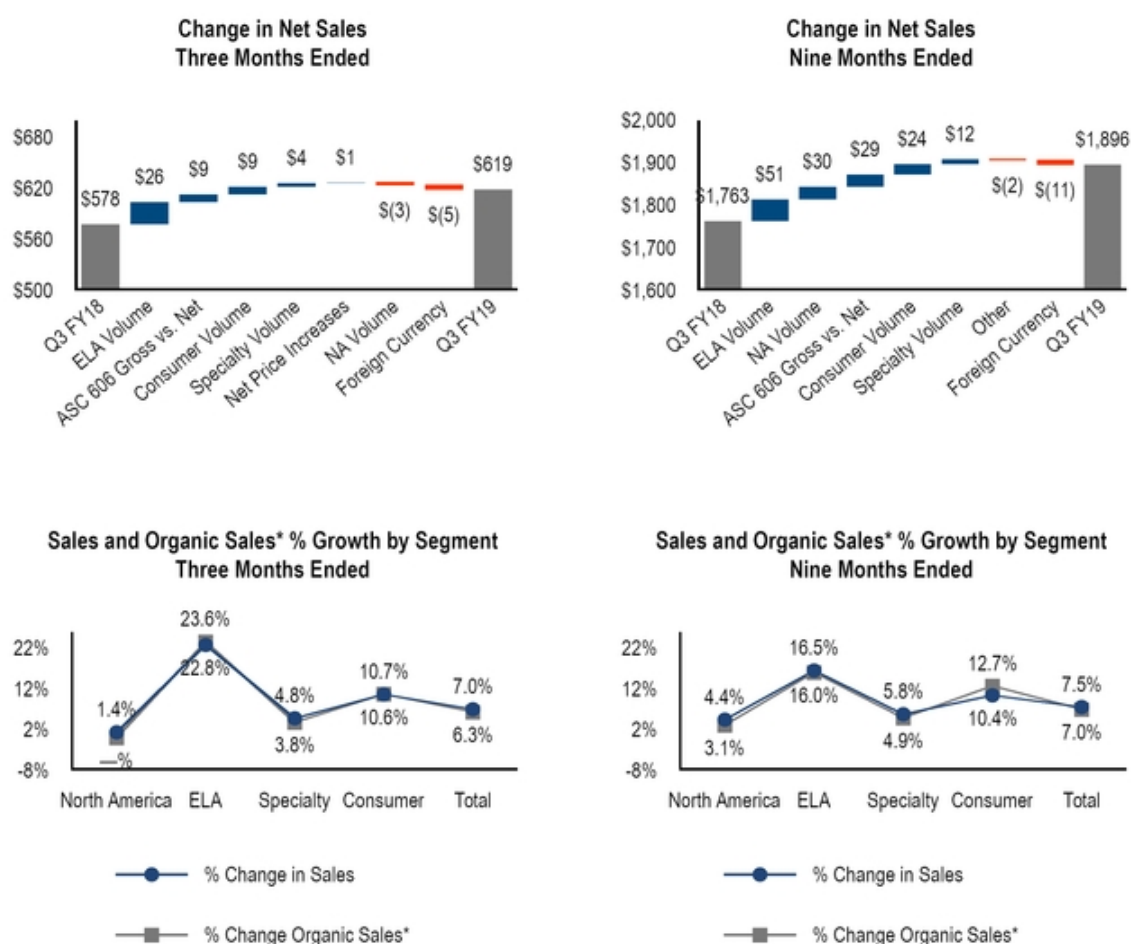 Change in Net Sales
Three Months Ended
$680
$620
$560
$500
$578
$26
$9
$9
$4
$1
$(3)
$(5)
$619
Q3 FY18
ELA Volume
ASC 606 Gross vs. Net
Consumer Volume
Specialty Volume
Net Price Increases
NA Volume
Foreign Currency
Q3 FY19
Change in Net Sales
Nine Months Ended
$2,000
$1,900
$1,800
$1,700
$1,600
$1,763
$51
$30
$29
$24
$12
$(2)
$(11)
$1,896
Q3 FY18
ELA Volume
NA Volume
ASC 606 Gross vs. Net
Consumer Volume
Specialty Volume
Other
Foreign Currency
Q3 FY19
Sales and Organic Sales* % Growth by Segment
Three Months Ended
22%
12%
2%
-8%
1.4%
—%
23.6%
22.8%
4.8%
3.8%
10.7%
10.6%
7.0%
6.3%
North America
ELA
Specialty
Consumer
Total
% Change in Sales
% Change Organic Sales*
Sales and Organic Sales* % Growth by Segment
Nine Months Ended
22%
12%
2%
-8%
4.4%
3.1%
16.5%
16.0%
5.8%
4.9%
12.7%
10.4%
7.5%
7.0%
North America
ELA
Specialty
Consumer
Total
% Change in Sales
% Change Organic Sales*